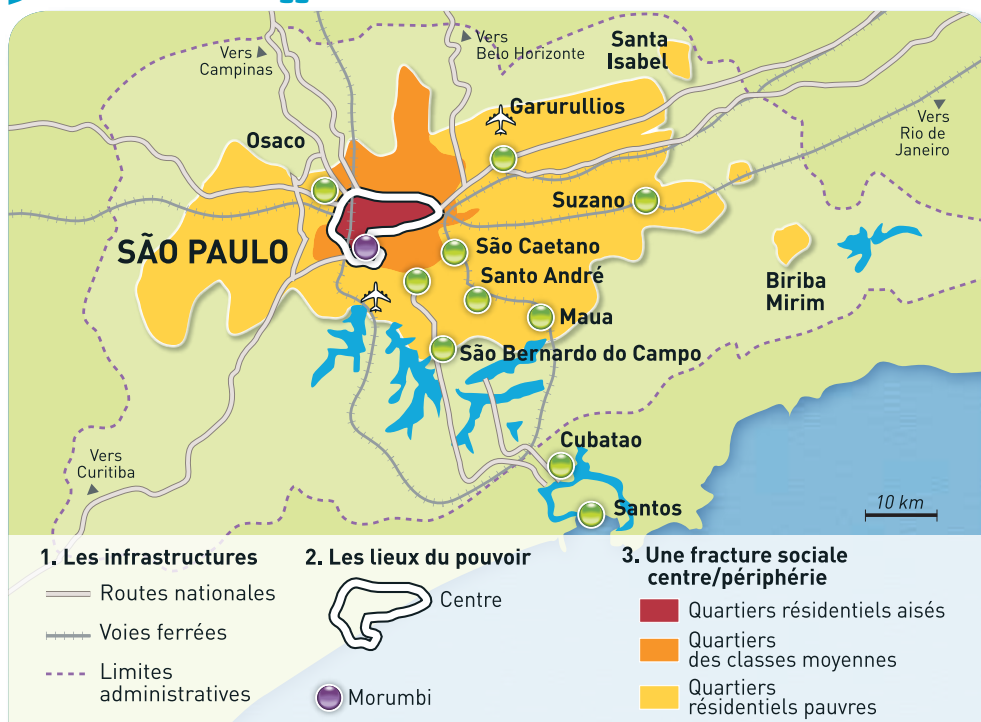 Vers
Campinas
Vers
Belo Horizonte
Santa
Isabel
Garurullios
Vers
Rio de
Janeiro
Osaco
Suzano
SÃO PAULO
São Caetano
Santo André
Biriba
Mirim
Maua
São Bernardo do Campo
Vers
Curitiba
Cubatao
Santos
10 km
1. Les infrastructures
Routes nationales
Voies ferrées
Limites
administratives
2. Les lieux du pouvoir
Centre
Morumbi
3. Une fracture sociale
centre/périphérie
Quartiers résidentiels aisés
Quartiers
des classes moyennes
Quartiers
résidentiels pauvres